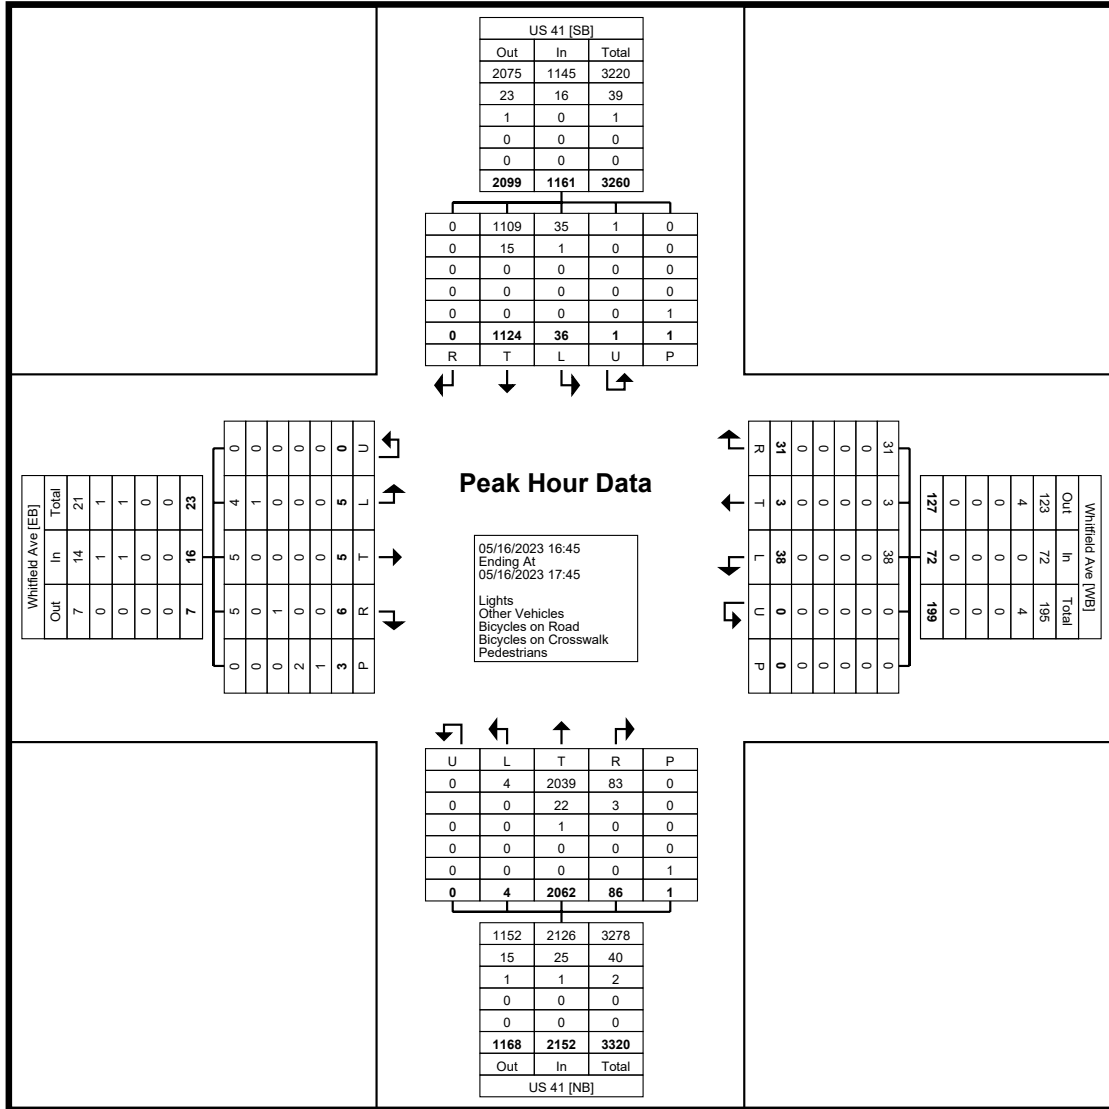 US 41 [SB]
Out In Total
2075 1145 3220
23 16 39
1 0 1
0 0 0
0 0 0
2099 1161 3260
0 1109 35 1 0
0 15 1 0 0
0 0 0 0 0
0 0 0 0 0
0 0 0 0 1
0 1124 36 1 1
R T L U P
Whitfield Ave [EB]
Total In Out
21 14 7
1 1 0
1 1 0
0 0 0
0 0 0
23 16 7
0 4 5 5 0
0 1 0 0 0
0 0 0 1 0
0 0 0 0 2
0 0 0 0 1
0 5 5 6 3
U L T R P
Peak Hour Data
05/16/2023 16:45
Ending At
05/16/2023 17:45
Lights
Other Vehicles
Bicycles on Road
Bicycles on Crosswalk
Pedestrians
R T L U P
31 3 38 0 0
0 0 0 0 0
0 0 0 0 0
0 0 0 0 0
0 0 0 0 0
31 3 38 0 0
Whitfield Ave [WB]
Out In Total
123 72 195
4 0 4
0 0 0
0 0 0
0 0 0
127 72 199
U L T R P
0 4 2039 83 0
0 0 22 3 0
0 0 1 0 0
0 0 0 0 0
0 0 0 0 1
0 4 2062 86 1
1152 2126 3278
15 25 40
1 1 2
0 0 0
0 0 0
1168 2152 3320
Out In Total
US 41 [NB]